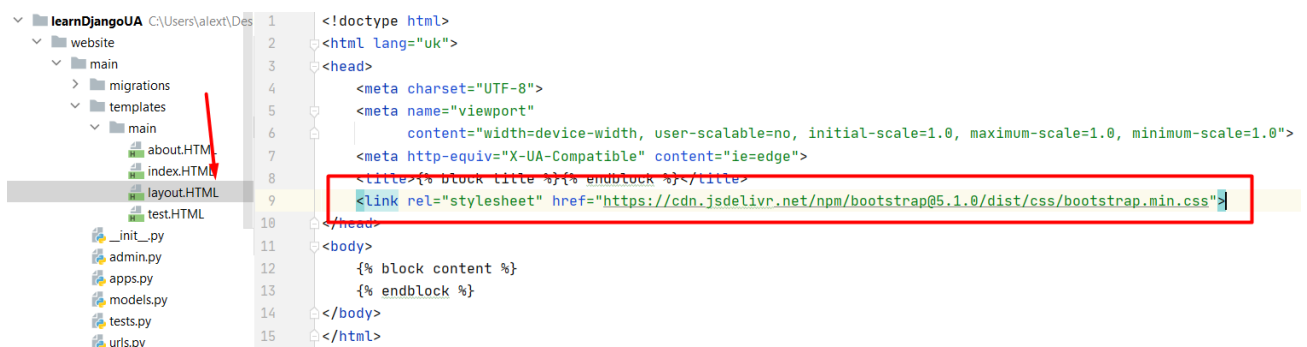 learnDjangoUA C:\Users\alext\Des
website
main
migrations
templates
main
about.HTML
index.HTML
layout.HTML
test.HTML
__init__.py
admin.py
apps.py
models.py
tests.py
urls.py
1 <!doctype html>
2 <html lang="uk">
3 <head>
4 <meta charset="UTF-8">
5 <meta name="viewport"
6 content="width=device-width, user-scalable=no, initial-scale=1.0, maximum-scale=1.0, minimum-scale=1.0">
7 <meta http-equiv="X-UA-Compatible" content="ie=edge">
8 <title>{% block title %}{% endblock %}</title>
9 <link rel="stylesheet" href="https://cdn.jsdelivr.net/npm/bootstrap@5.1.0/dist/css/bootstrap.min.css">
10 </head>
11 <body>
12 {% block content %}
13 {% endblock %}
14 </body>
15 </html>